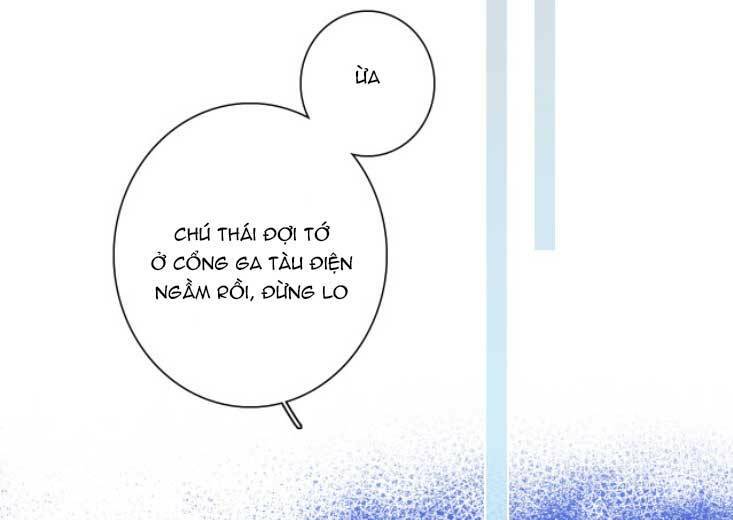 ỪA
CHÚ THÁI ĐỢI TỚ
Ở CỔNG GA TÀU ĐIỆN
NGẦM RỒI, ĐỪNG LO